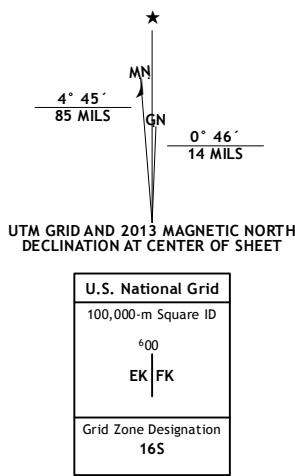 MN
4° 45´
85 MILS
GN
0° 46´
14 MILS
UTM GRID AND 2013 MAGNETIC NORTH
DECLINATION AT CENTER OF SHEET
U.S. National Grid
100,000-m Square ID
⁶00
EK FK
Grid Zone Designation
16S